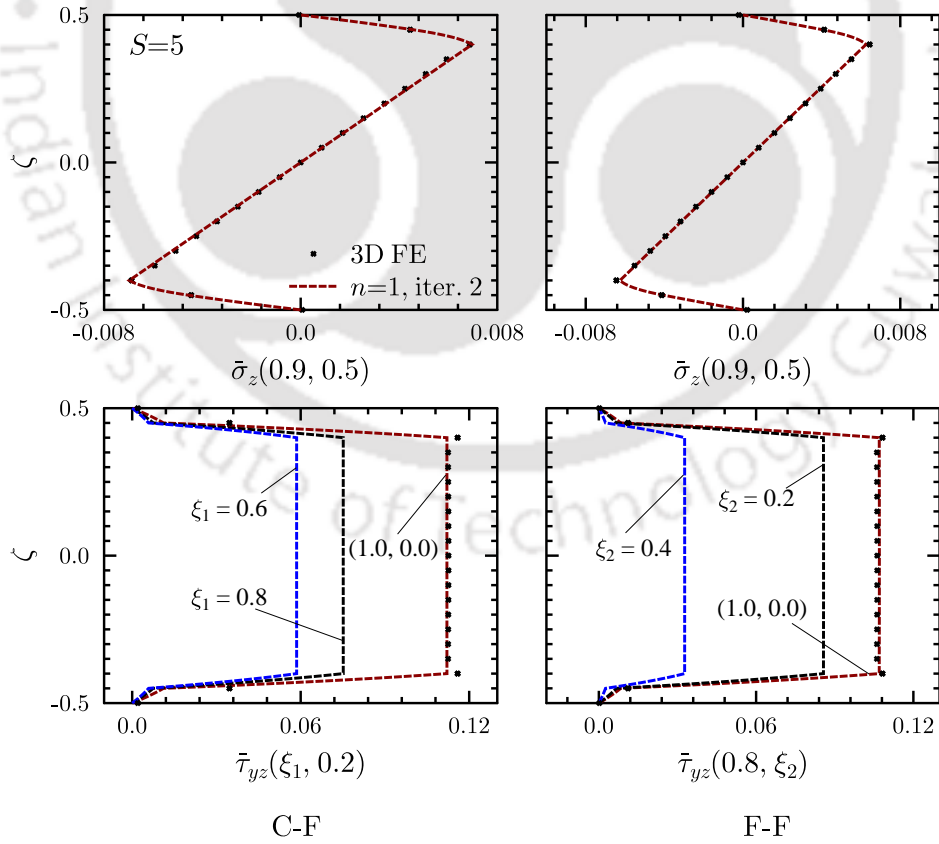 0.5
0.0
-0.5
ζ
S=5
3D FE
n=1, iter. 2
-0.008
0.0
0.008
σ̄z(0.9, 0.5)
-0.008
0.0
0.008
σ̄z(0.9, 0.5)
0.5
0.0
-0.5
ζ
ξ1 = 0.6
(1.0, 0.0)
ξ1 = 0.8
0.0
0.06
τ̄yz(ξ1, 0.2)
ξ2 = 0.2
ξ2 = 0.4
(1.0, 0.0)
0.0
0.06
0.12
τ̄yz(0.8, ξ2)
C-F
F-F
Indian Institute of Technology